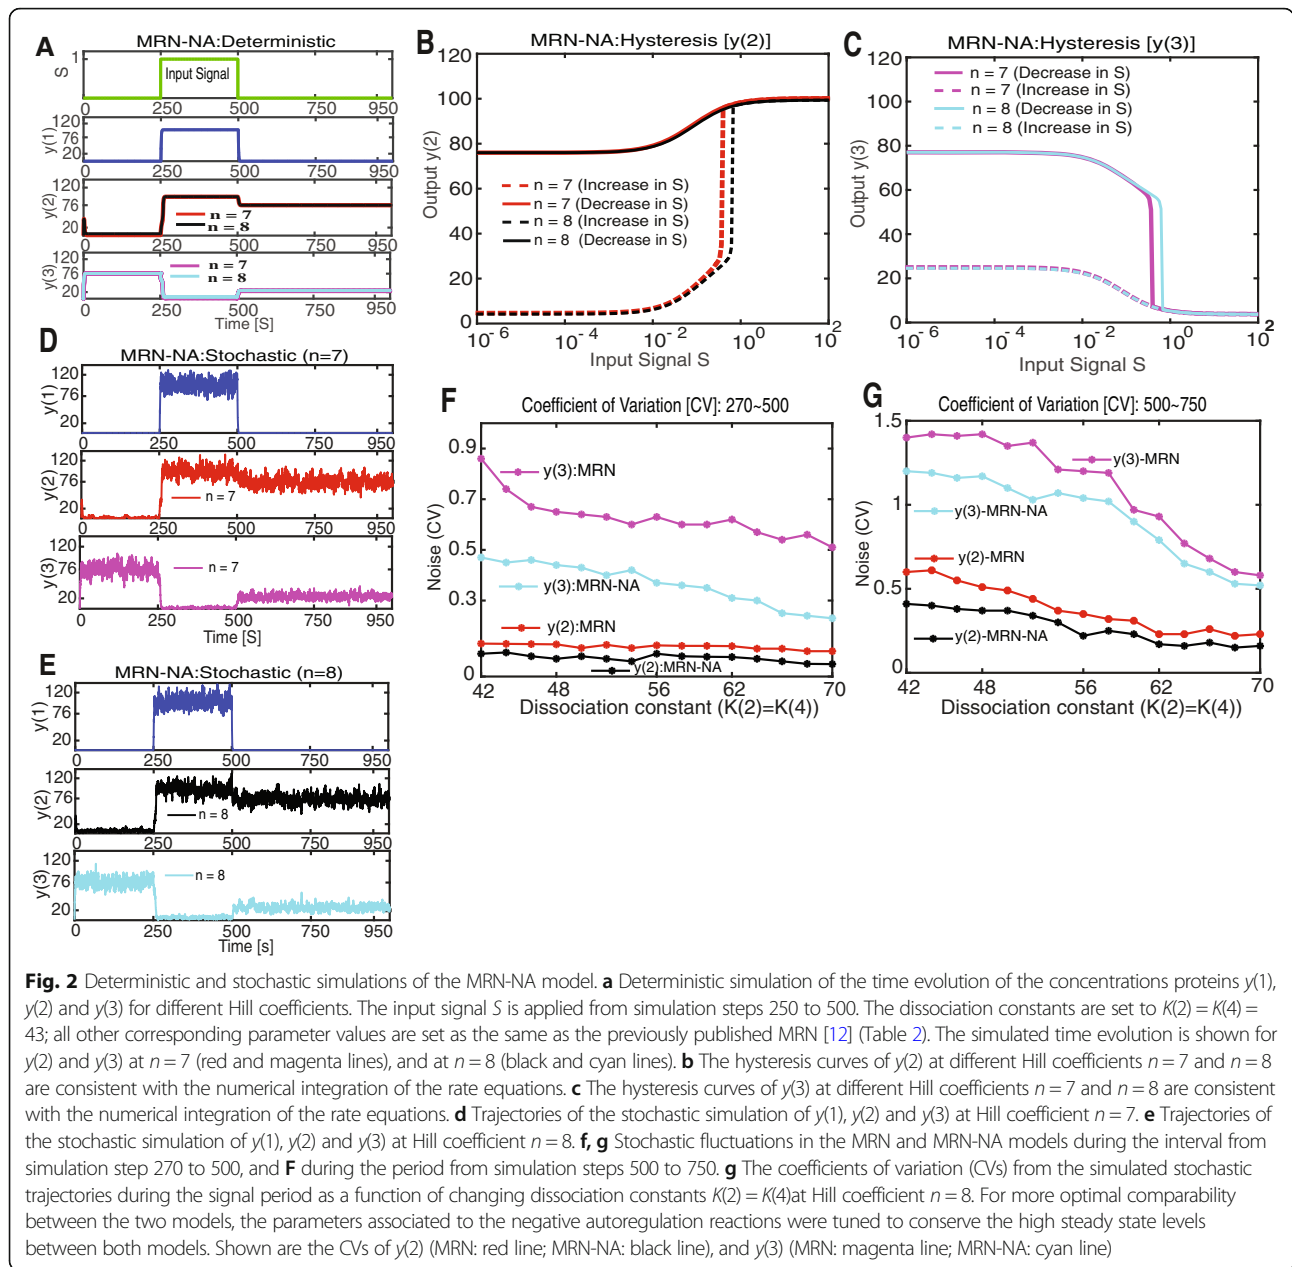 A
MRN-NA:Deterministic
S
1
Input Signal
0 250 500 750 950
y(1)
120
76
20
0 250 500 750 950
y(2)
120
76
20
n = 7
n = 8
0 250 500 750 950
y(3)
120
76
20
n = 7
n = 8
0 250 500 750 950
Time [S]
B
MRN-NA:Hysteresis [y(2)]
Output y(2)
120
100
80
60
40
20
0
n = 7 (Increase in S)
n = 7 (Decrease in S)
n = 8 (Increase in S)
n = 8 (Decrease in S)
10^-6 10^-4 10^-2 10^0 10^2
Input Signal S
C
MRN-NA:Hysteresis [y(3)]
Output y(3)
120
100
80
60
40
20
0
n = 7 (Decrease in S)
n = 7 (Increase in S)
n = 8 (Decrease in S)
n = 8 (Increase in S)
10^-6 10^-4 10^-2 10^0 10^2
Input Signal S
D
MRN-NA:Stochastic (n=7)
y(1)
120
76
20
0 250 500 750 950
y(2)
120
76
20
n = 7
0 250 500 750 950
y(3)
120
76
20
n = 7
0 250 500 750 950
Time [S]
E
MRN-NA:Stochastic (n=8)
y(1)
120
76
20
0 250 500 750 950
y(2)
120
76
20
n = 8
0 250 500 750 950
y(3)
120
76
20
n = 8
0 250 500 750 950
Time [s]
F
Coefficient of Variation [CV]: 270~500
Noise (CV)
0.9
0.7
0.5
0.3
0
y(3):MRN
y(3):MRN-NA
y(2):MRN
y(2):MRN-NA
42 48 56 62 70
Dissociation constant (K(2)=K(4))
G
Coefficient of Variation [CV]: 500~750
Noise (CV)
1.5
1
0.5
0
y(3)-MRN
y(3)-MRN-NA
y(2)-MRN
y(2)-MRN-NA
42 48 56 62 70
Dissociation constant (K(2)=K(4))
Fig. 2 Deterministic and stochastic simulations of the MRN-NA model. a Deterministic simulation of the time evolution of the concentrations proteins y(1),
y(2) and y(3) for different Hill coefficients. The input signal S is applied from simulation steps 250 to 500. The dissociation constants are set to K(2) = K(4) =
43; all other corresponding parameter values are set as the same as the previously published MRN [12] (Table 2). The simulated time evolution is shown for
y(2) and y(3) at n = 7 (red and magenta lines), and at n = 8 (black and cyan lines). b The hysteresis curves of y(2) at different Hill coefficients n = 7 and n = 8
are consistent with the numerical integration of the rate equations. c The hysteresis curves of y(3) at different Hill coefficients n = 7 and n = 8 are consistent
with the numerical integration of the rate equations. d Trajectories of the stochastic simulation of y(1), y(2) and y(3) at Hill coefficient n = 7. e Trajectories of
the stochastic simulation of y(1), y(2) and y(3) at Hill coefficient n = 8. f, g Stochastic fluctuations in the MRN and MRN-NA models during the interval from
simulation step 270 to 500, and F during the period from simulation steps 500 to 750. g The coefficients of variation (CVs) from the simulated stochastic
trajectories during the signal period as a function of changing dissociation constants K(2) = K(4)at Hill coefficient n = 8. For more optimal comparability
between the two models, the parameters associated to the negative autoregulation reactions were tuned to conserve the high steady state levels
between both models. Shown are the CVs of y(2) (MRN: red line; MRN-NA: black line), and y(3) (MRN: magenta line; MRN-NA: cyan line)